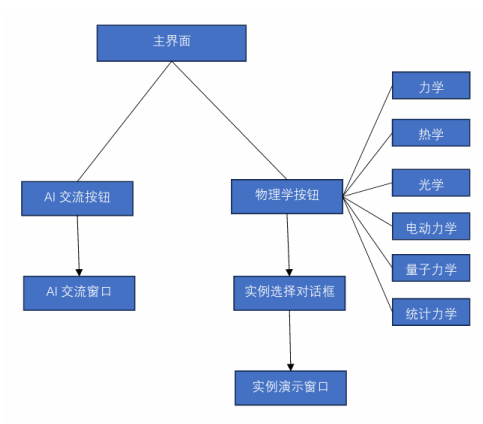 主界面
力学
热学
光学
AI 交流按钮
物理学按钮
电动力学
量子力学
AI 交流窗口
实例选择对话框
统计力学
实例演示窗口